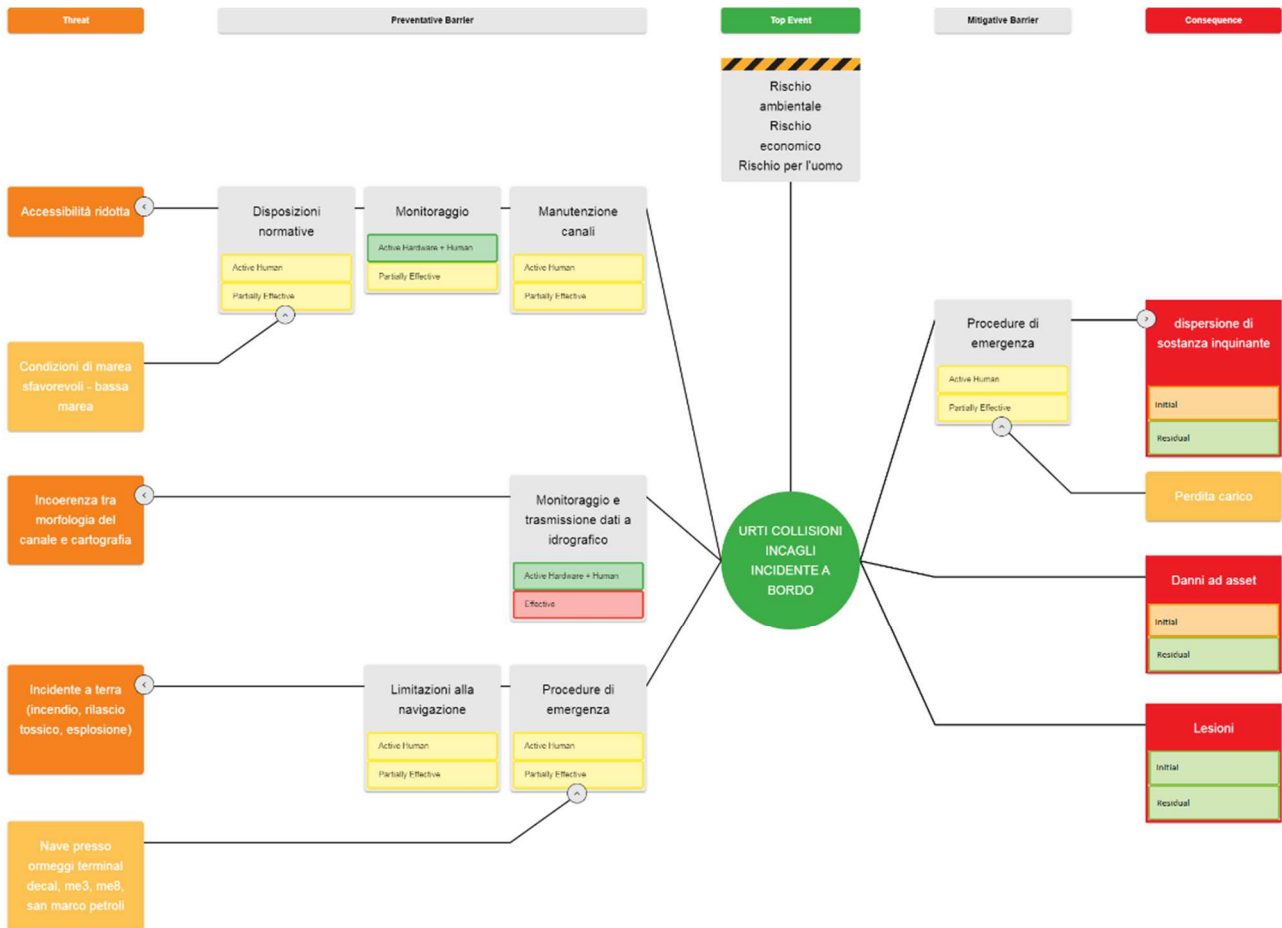 Threat
Preventative Barrier
Top Event
Mitigative Barrier
Consequence
Rischio
ambientale
Rischio
economico
Rischio per l'uomo
Accessibilità ridotta
Disposizioni
normative
Active Human
Partially Effective
Monitoraggio
Active Hardware + Human
Partially Effective
Manutenzione
canali
Active Human
Partially Effective
Condizioni di marea
sfavorevoli - bassa
marea
Incoerenza tra
morfologia del
canale e cartografia
Monitoraggio e
trasmissione dati a
idrografico
Active Hardware + Human
Effective
Incidente a terra
(incendio, rilascio
tossico, esplosione)
Limitazioni alla
navigazione
Active Human
Partially Effective
Procedure di
emergenza
Active Human
Partially Effective
Nave presso
ormeggi terminal
decal, me3, me8,
san marco petroli
URTI COLLISIONI
INCAGLI
INCIDENTE A
BORDO
Procedure di
emergenza
Active Human
Partially Effective
dispersione di
sostanza inquinante
Initial
Residual
Perdita carico
Danni ad asset
Initial
Residual
Lesioni
Initial
Residual